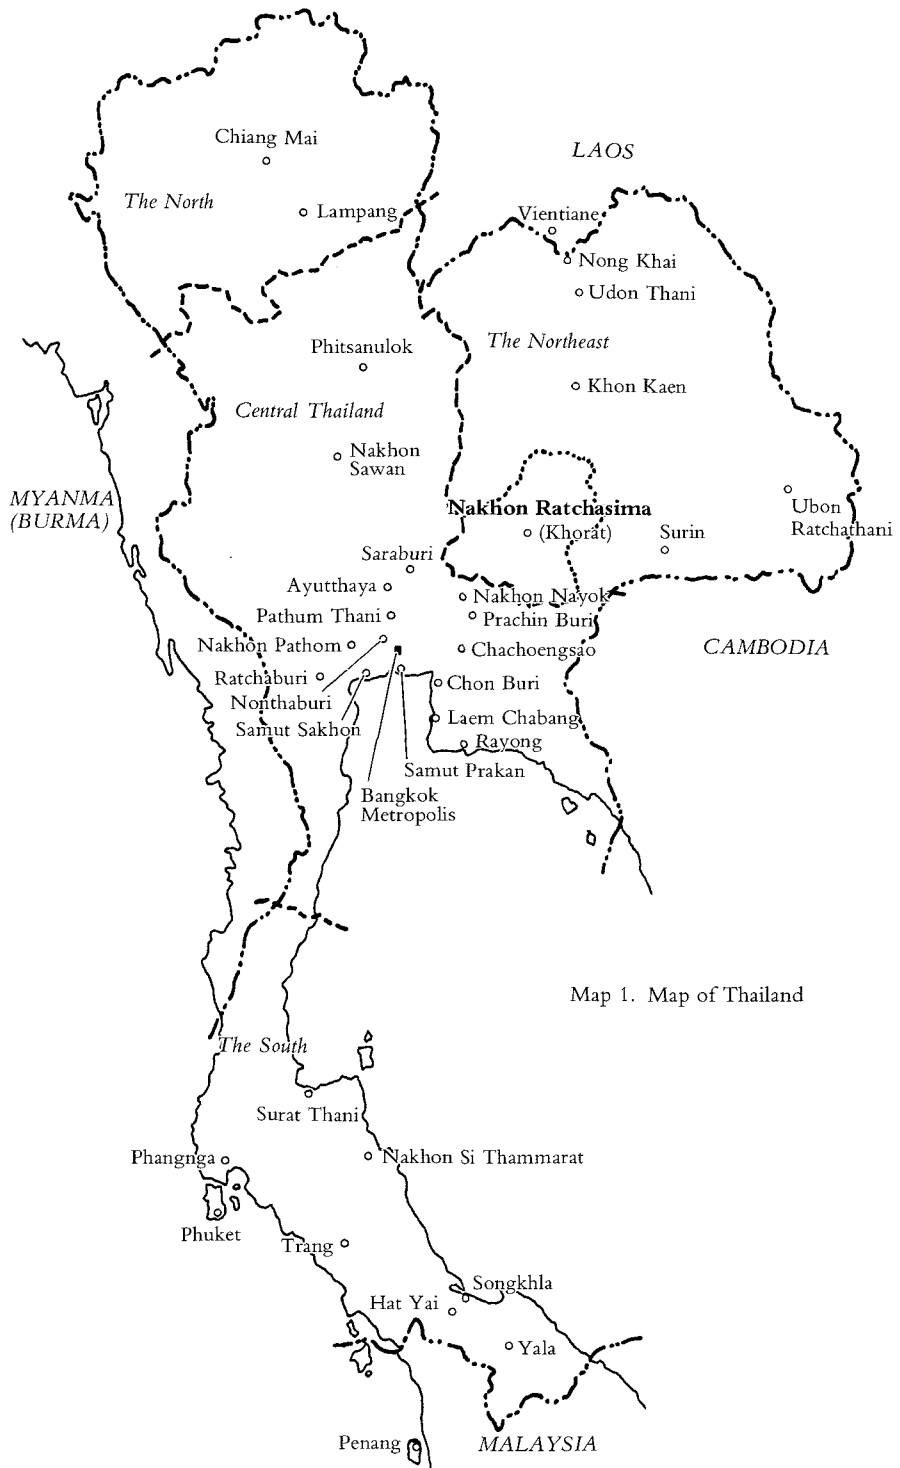 Chiang Mai
LAOS
The North
Lampang
Vientiane
Nong Khai
Udon Thani
The Northeast
Phitsanulok
Khon Kaen
Central Thailand
Nakhon
Sawan
MYANMA
(BURMA)
Nakhon Ratchasima
(Khorat)
Surin
Ubon
Ratchathani
Saraburi
Ayutthaya
Nakhon Nayok
Pathum Thani
Prachin Buri
Nakhon Pathom
Chachoengsao
CAMBODIA
Ratchaburi
Chon Buri
Nonthaburi
Samut Sakhon
Laem Chabang
Rayong
Samut Prakan
Bangkok
Metropolis
Map 1. Map of Thailand
The South
Surat Thani
Phangnga
Nakhon Si Thammarat
Phuket
Trang
Songkhla
Hat Yai
Yala
Penang
MALAYSIA